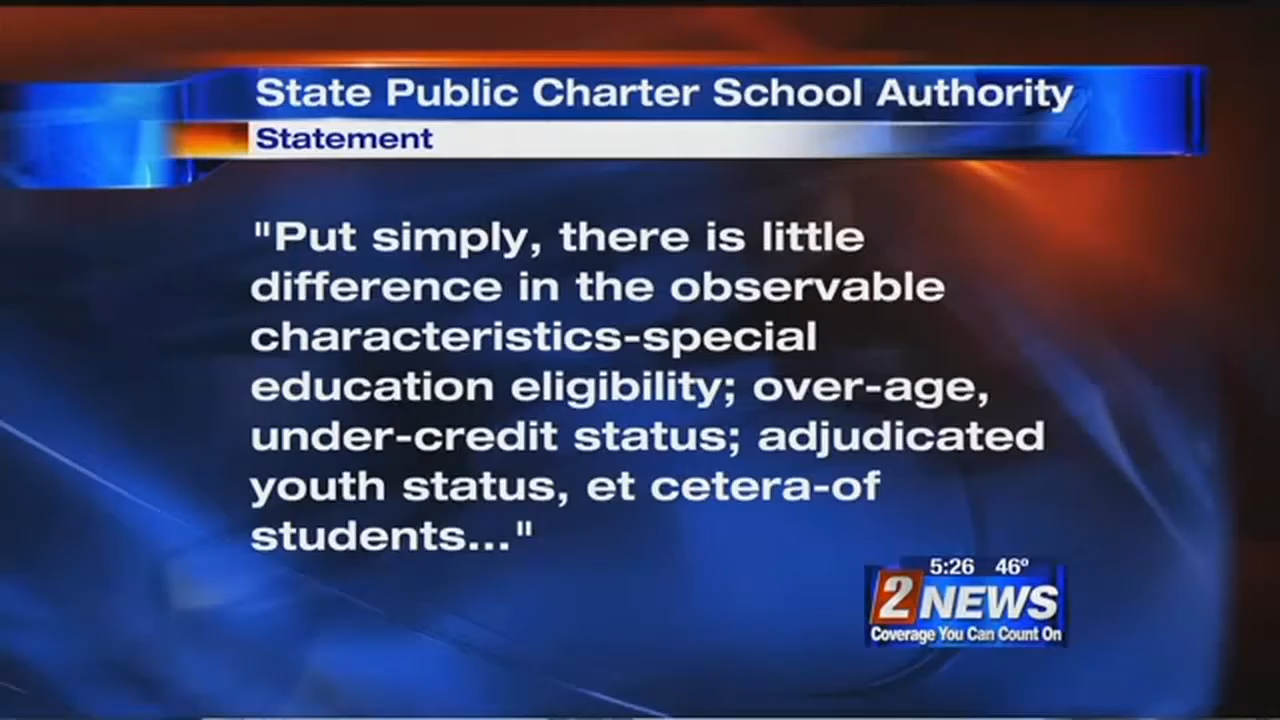 State Public Charter School Authority
Statement
"Put simply, there is little
difference in the observable
characteristics-special
education eligibility; over-age,
under-credit status; adjudicated
youth status, et cetera-of
students..."
5:26 46°
2 NEWS
Coverage You Can Count On